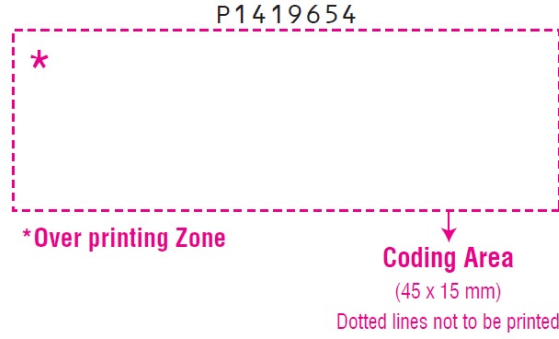 P1419654
*
*Over printing Zone
Coding Area
(45 x 15 mm)
Dotted lines not to be printed